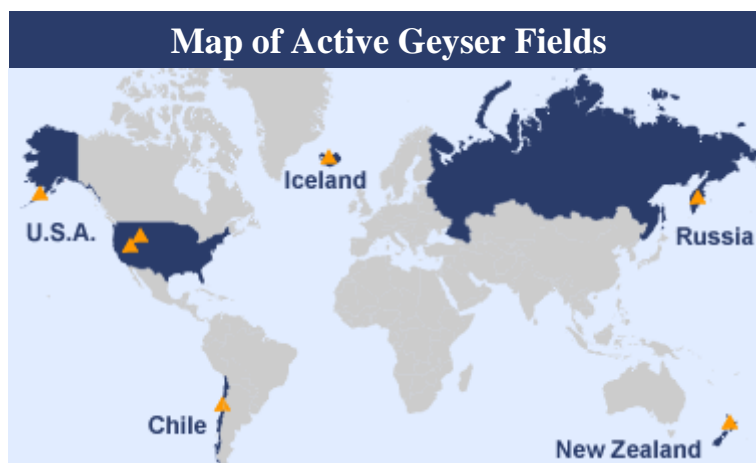 Map of Active Geyser Fields
Iceland
U.S.A.
Russia
Chile
New Zealand